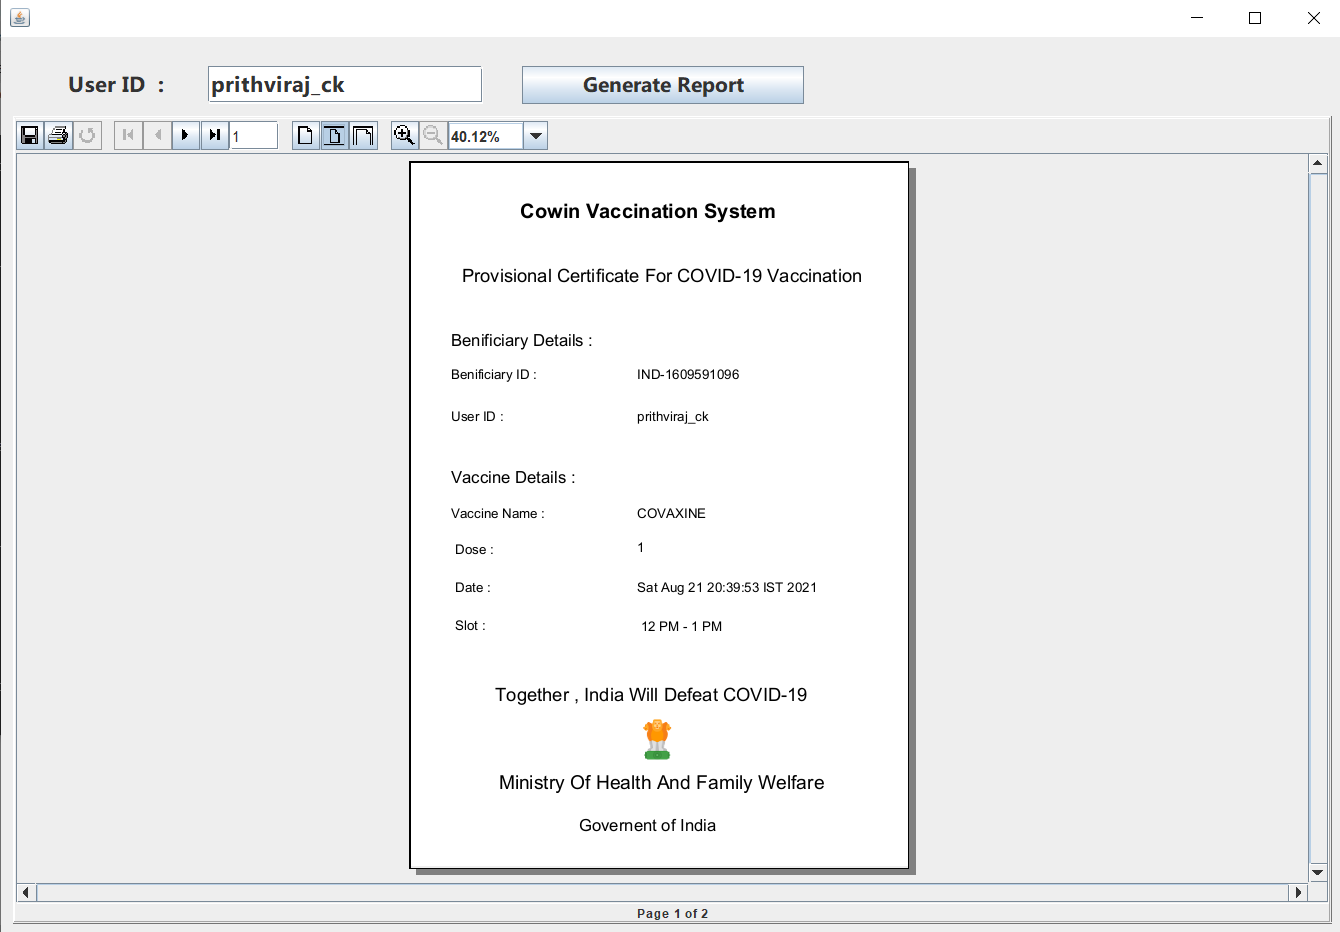 User ID  :
prithviraj_ck
Generate Report
1
40.12%
Cowin Vaccination System
Provisional Certificate For COVID-19 Vaccination
Benificiary Details :
Benificiary ID :
IND-1609591096
User ID :
prithviraj_ck
Vaccine Details :
Vaccine Name :
COVAXINE
Dose :
1
Date :
Sat Aug 21 20:39:53 IST 2021
Slot :
12 PM - 1 PM
Together , India Will Defeat COVID-19
Ministry Of Health And Family Welfare
Goverment of India
Page 1 of 2